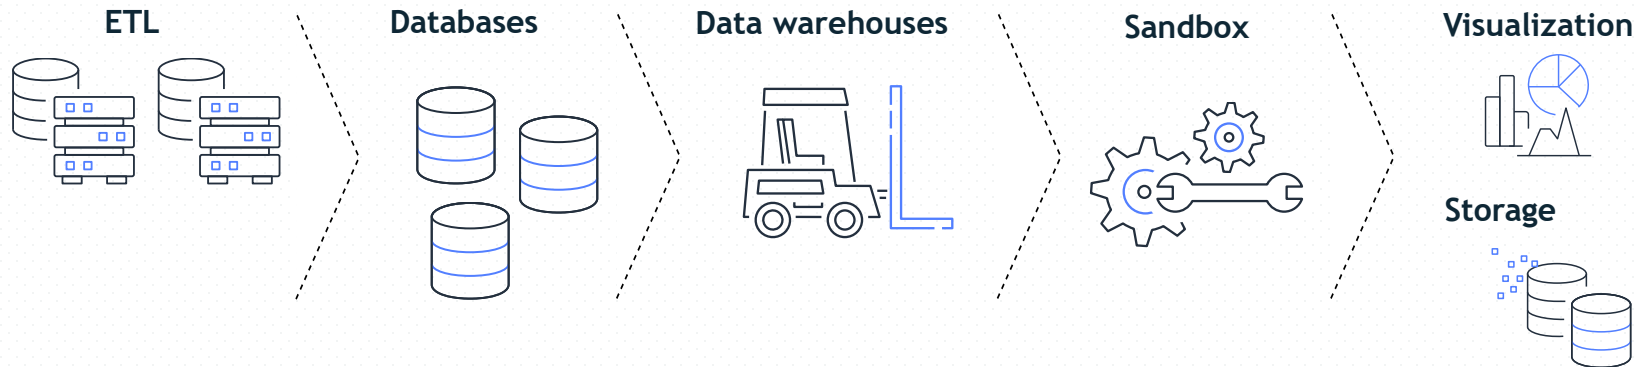 ETL
Databases
Data warehouses
Sandbox
Visualization
Storage